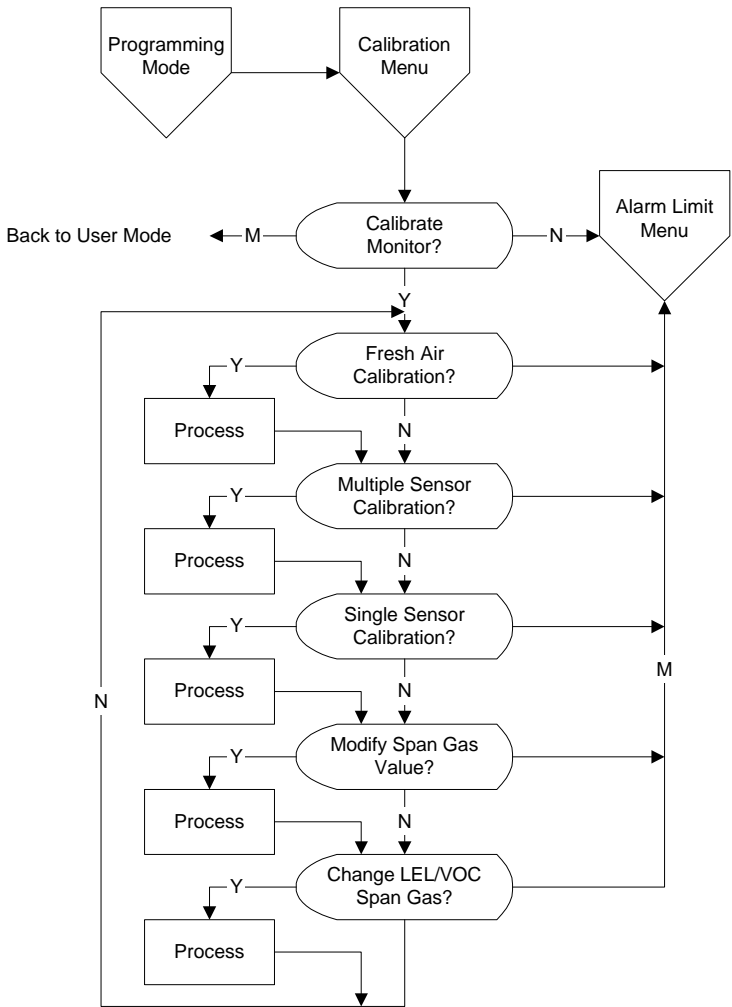 Programming
Mode
Calibration
Menu
Back to User Mode
M
Calibrate
Monitor?
N
Alarm Limit
Menu
Y
Fresh Air
Calibration?
Y
Process
N
Multiple Sensor
Calibration?
Y
Process
N
Single Sensor
Calibration?
Y
Process
N
M
N
Modify Span Gas
Value?
Y
Process
N
Change LEL/VOC
Span Gas?
Y
Process